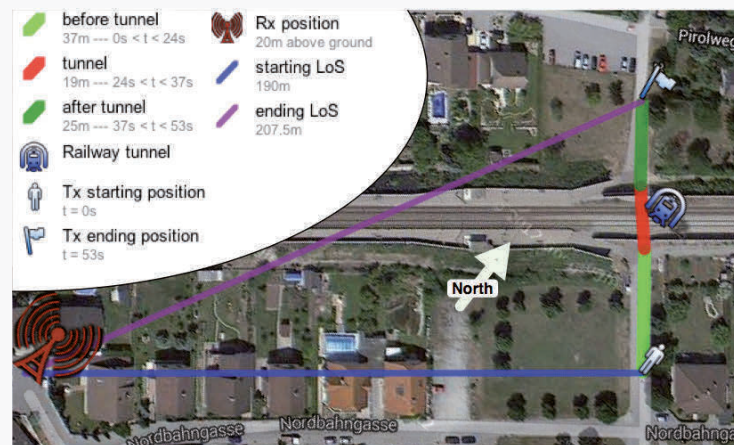 before tunnel
37m --- 0s < t < 24s
tunnel
19m --- 24s < t < 37s
after tunnel
25m --- 37s < t < 53s
Railway tunnel
Tx starting position
t = 0s
Tx ending position
t = 53s
Rx position
20m above ground
starting LoS
190m
ending LoS
207.5m
Pirolweg
North
Nordbahngasse
Nordbahngasse
Nordbahngasse